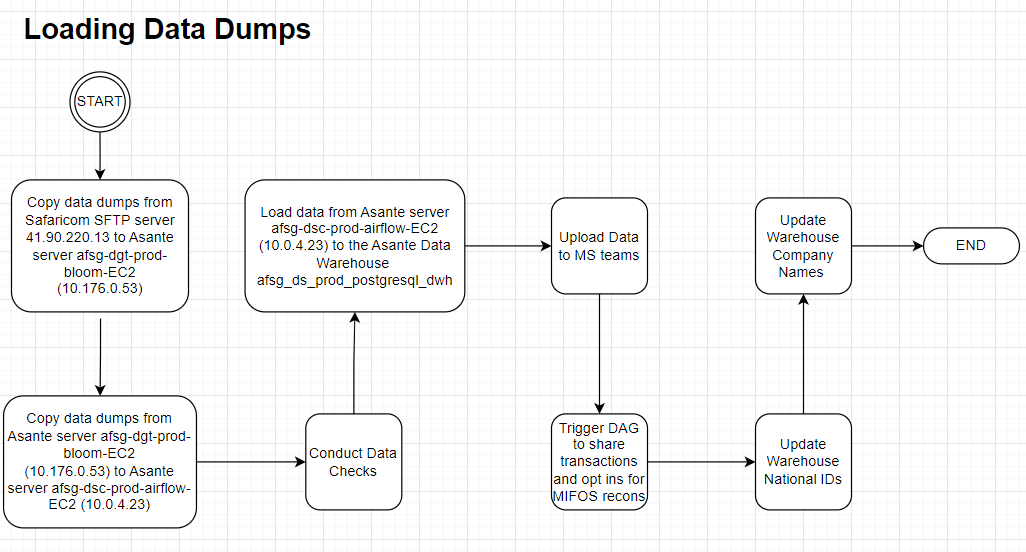 Loading Data Dumps
START
Copy data dumps from
Safaricom SFTP server
41.90.220.13 to Asante
server afsg-dgt-prod-
bloom-EC2
(10.176.0.53)
Copy data dumps from
Asante server afsg-dgt-prod-
bloom-EC2
(10.176.0.53) to Asante
server afsg-dsc-prod-airflow-
EC2 (10.0.4.23)
Conduct Data
Checks
Load data from Asante server
afsg-dsc-prod-airflow-EC2
(10.0.4.23) to the Asante Data
Warehouse
afsg_ds_prod_postgresql_dwh
Upload Data
to MS teams
Trigger DAG
to share
transactions
and opt ins for
MIFOS recons
Update
Warehouse
National IDs
Update
Warehouse
Company
Names
END